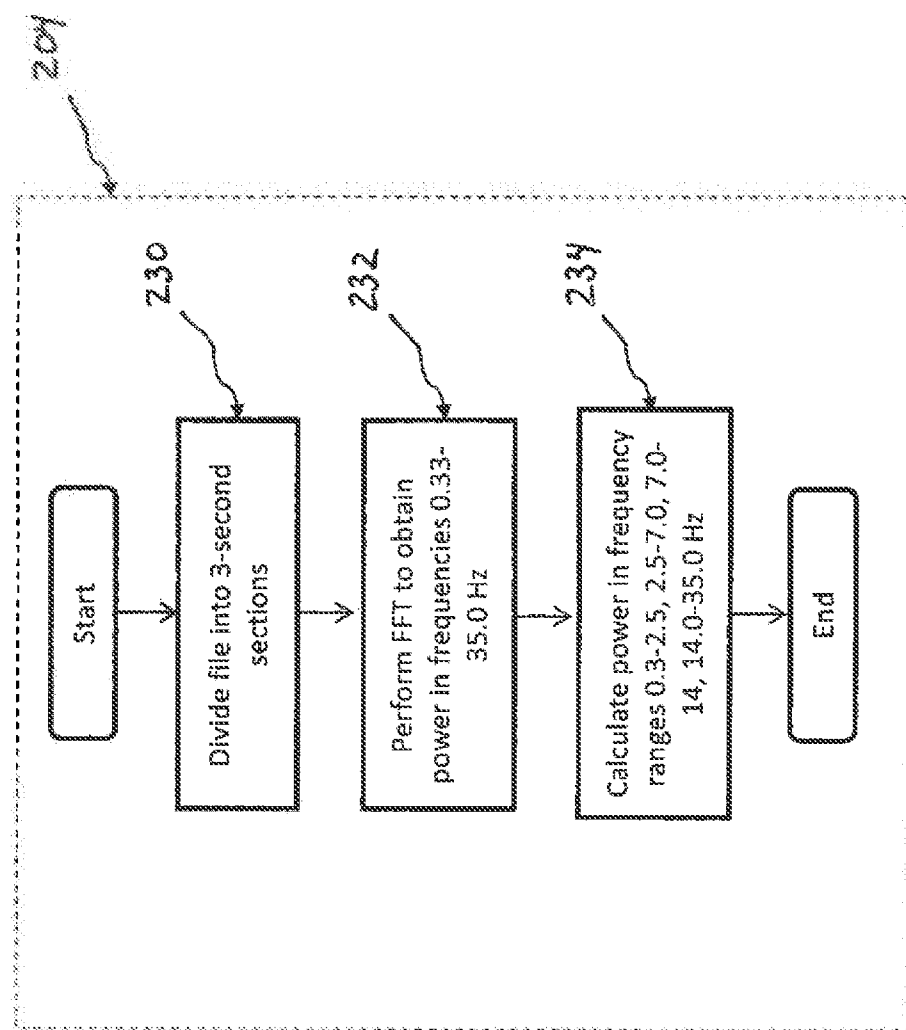 204
Start
230
Divide file into 3-second
sections
232
Perform FFT to obtain
power in frequencies 0.33-
35.0 Hz
234
Calculate power in frequency
ranges 0.3-2.5, 2.5-7.0, 7.0-
14, 14.0-35.0 Hz
End